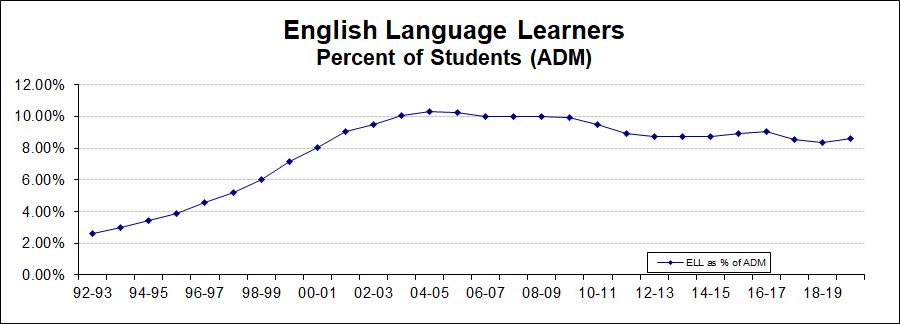 English Language Learners
Percent of Students (ADM)
12.00%
10.00%
8.00%
6.00%
4.00%
2.00%
0.00%
ELL as % of ADM
92-93 94-95 96-97 98-99 00-01 02-03 04-05 06-07 08-09 10-11 12-13 14-15 16-17 18-19